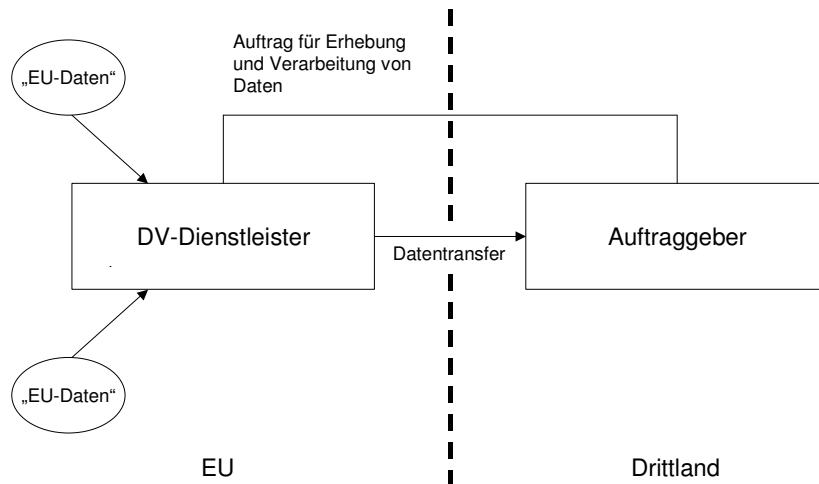 Auftrag für Erhebung
und Verarbeitung von
Daten
„EU-Daten“
DV-Dienstleister
Datentransfer
Auftraggeber
„EU-Daten“
EU
Drittland